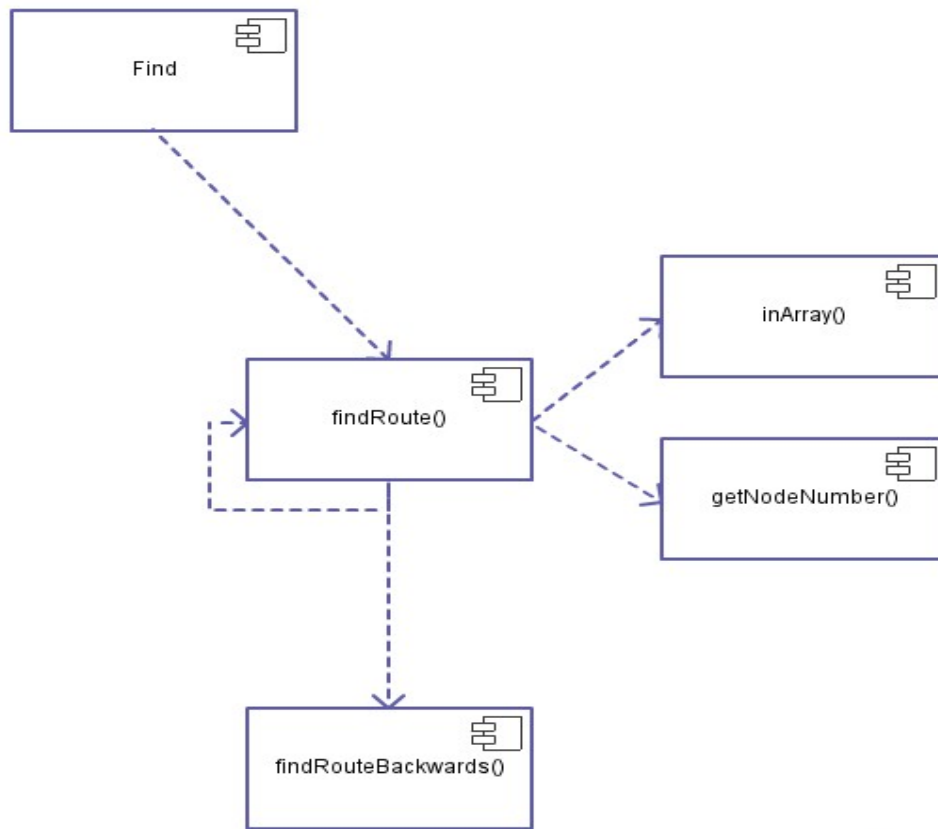 Find
inArray()
findRoute()
getNodeNumber()
findRouteBackwards()